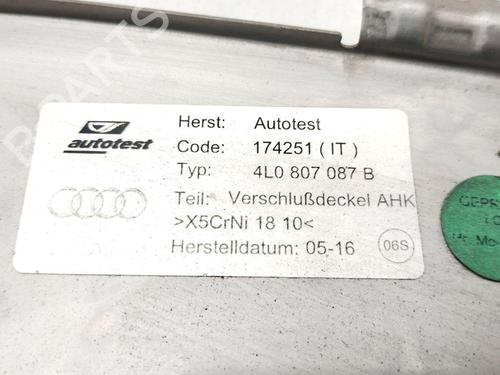 autotest
Herst: Autotest
Code: 174251 ( IT )
Typ: 4L0 807 087 B
Teil: Verschlußdeckel AHK
>X5CrNi 18 10<
Herstelldatum: 05-16
06S
GEPR